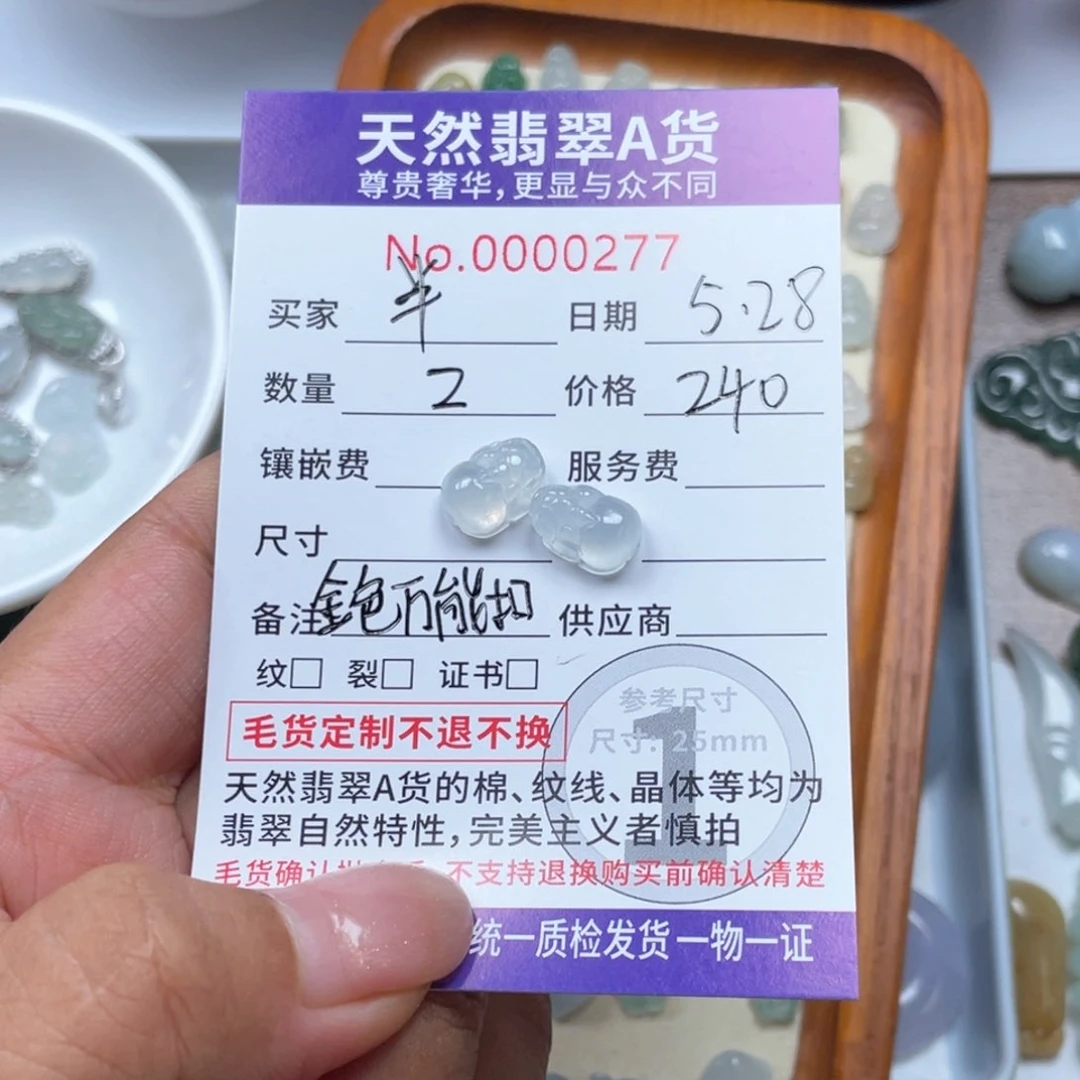 天然翡翠A货
尊贵奢华,更显与众不同
No.0000277
买家 半 日期 5.28
数量 2 价格 240
镶嵌费 服务费
尺寸
备注 金色万能扣 供应商
纹□ 裂□ 证书□
参考尺寸
尺寸: 25mm
1
毛货定制不退不换
天然翡翠A货的棉、纹线、晶体等均为
翡翠自然特性,完美主义者慎拍
毛货确认 不支持退换购买前确认清楚
统一质检发货 一物一证